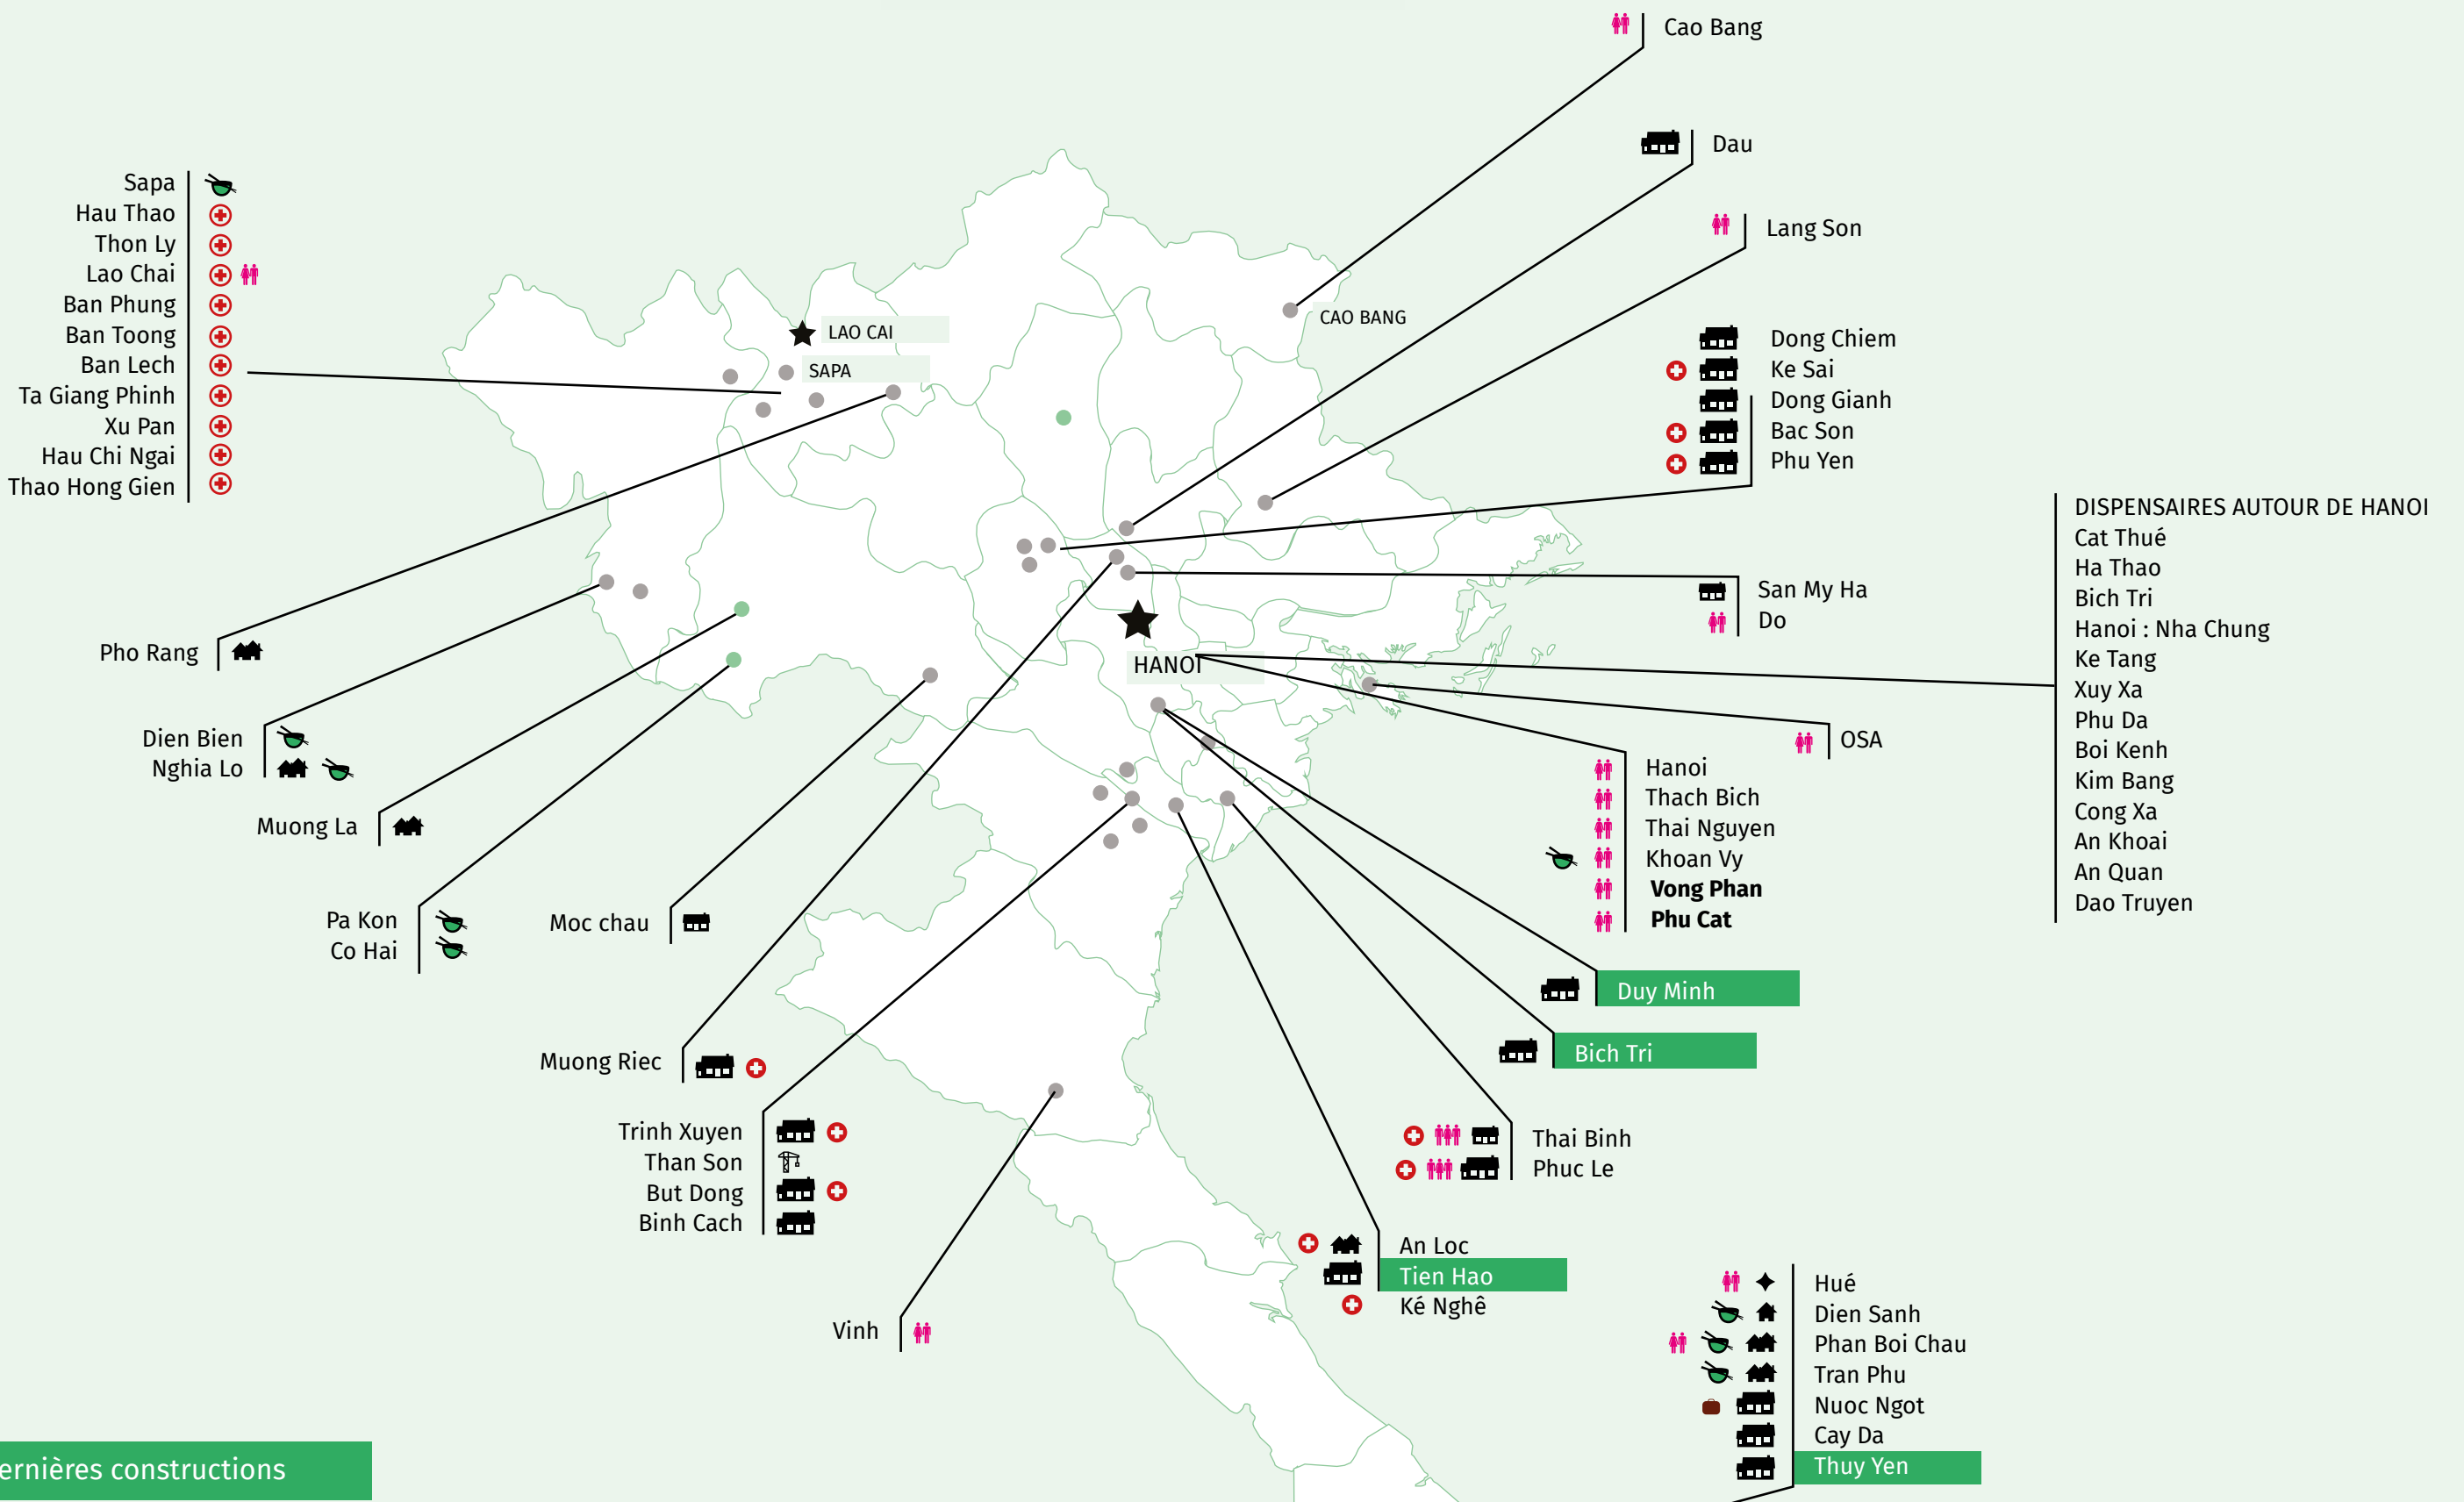 Cao Bang
Dau
Lang Son
Sapa
Hau Thao
Thon Ly
Lao Chai
Ban Phung
Ban Toong
Ban Lech
Ta Giang Phinh
Xu Pan
Hau Chi Ngai
Thao Hong Gien
CAO BANG
LAO CAI
SAPA
Dong Chiem
Ke Sai
Dong Gianh
Bac Son
Phu Yen
DISPENSAIRES AUTOUR DE HANOI
Cat Thué
Ha Thao
Bich Tri
Hanoi : Nha Chung
Ke Tang
Xuy Xa
Phu Da
Boi Kenh
Kim Bang
Cong Xa
An Khoai
An Quan
Dao Truyen
San My Ha
Do
HANOI
OSA
Pho Rang
Dien Bien
Nghia Lo
Muong La
Pa Kon
Co Hai
Moc chau
Hanoi
Thach Bich
Thai Nguyen
Khoan Vy
Vong Phan
Phu Cat
Duy Minh
Bich Tri
Muong Riec
Trinh Xuyen
Than Son
But Dong
Binh Cach
Thai Binh
Phuc Le
An Loc
Tien Hao
Ké Nghê
Vinh
Hué
Dien Sanh
Phan Boi Chau
Tran Phu
Nuoc Ngot
Cay Da
Thuy Yen
ernières constructions